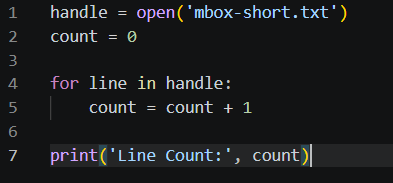 1 handle = open('mbox-short.txt')
2 count = 0
3
4 for line in handle:
5     count = count + 1
6
7 print('Line Count:', count)